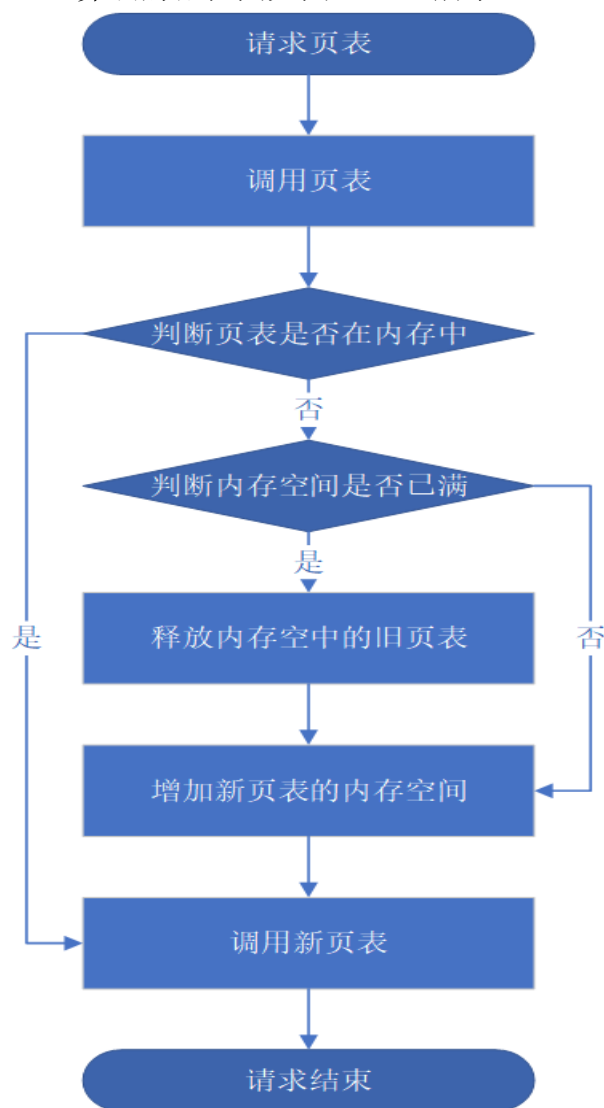 请求页表
调用页表
判断页表是否在内存中
否
判断内存空间是否已满
是
释放内存空中的旧页表
是
否
增加新页表的内存空间
调用新页表
请求结束